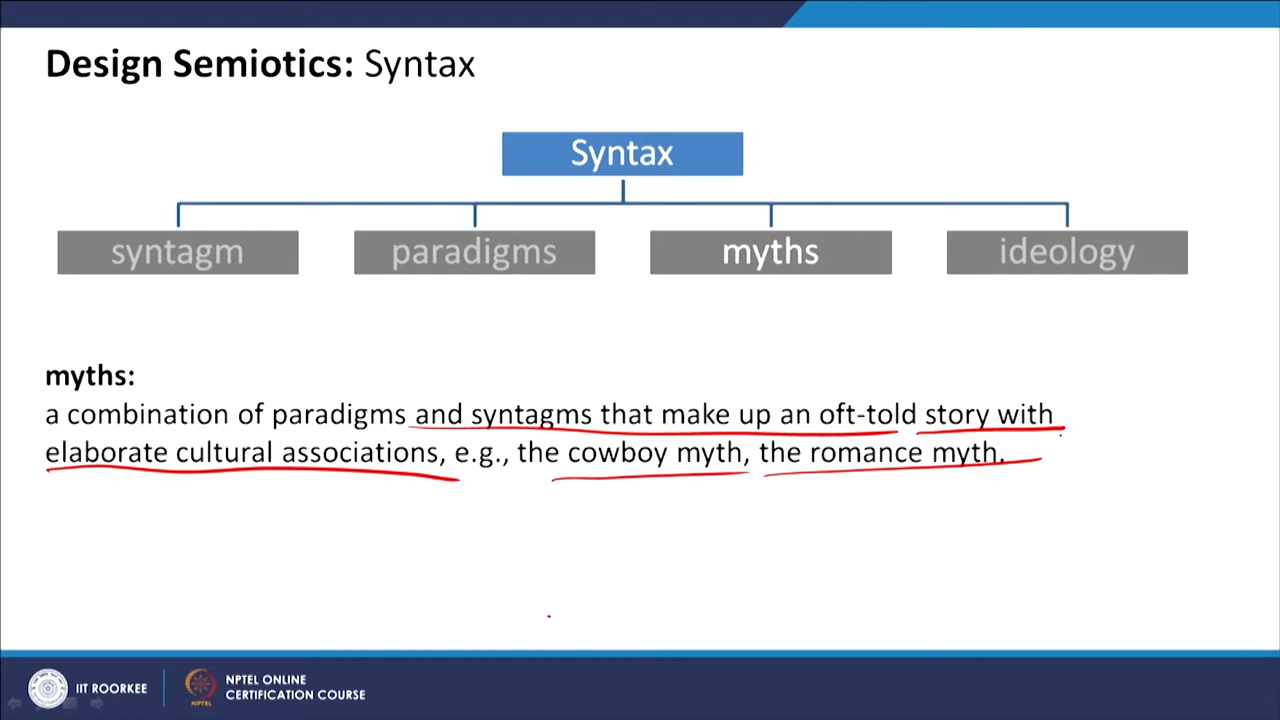 Design Semiotics: Syntax
Syntax
syntagm
paradigms
myths
ideology
myths:
a combination of paradigms and syntagms that make up an oft-told story with
elaborate cultural associations, e.g., the cowboy myth, the romance myth.
IIT ROORKEE
NPTEL
NPTEL ONLINE
CERTIFICATION COURSE